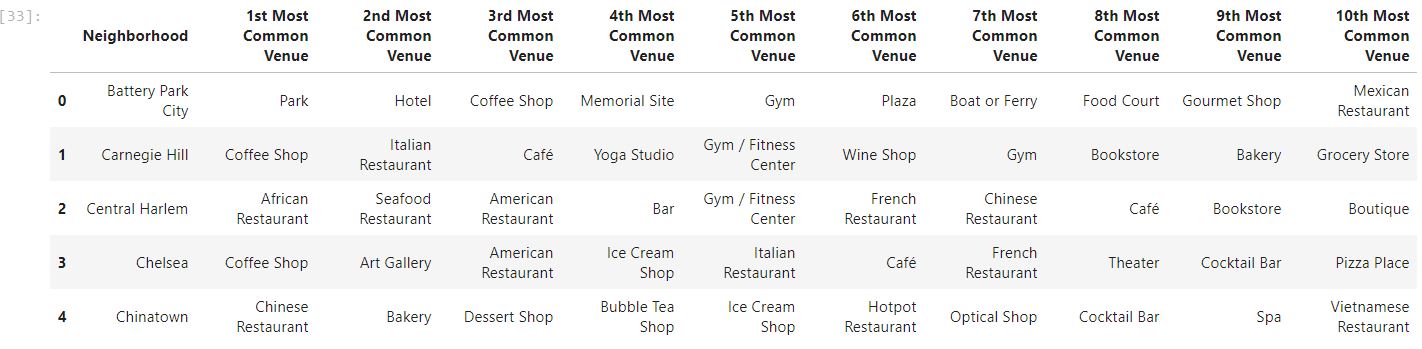 [33]:
Neighborhood 1st Most Common Venue 2nd Most Common Venue 3rd Most Common Venue 4th Most Common Venue 5th Most Common Venue 6th Most Common Venue 7th Most Common Venue 8th Most Common Venue 9th Most Common Venue 10th Most Common Venue
0 Battery Park City Park Hotel Coffee Shop Memorial Site Gym Plaza Boat or Ferry Food Court Gourmet Shop Mexican Restaurant
1 Carnegie Hill Coffee Shop Italian Restaurant Café Yoga Studio Gym / Fitness Center Wine Shop Gym Bookstore Bakery Grocery Store
2 Central Harlem African Restaurant Seafood Restaurant American Restaurant Bar Gym / Fitness Center French Restaurant Chinese Restaurant Café Bookstore Boutique
3 Chelsea Coffee Shop Art Gallery American Restaurant Ice Cream Shop Italian Restaurant Café French Restaurant Theater Cocktail Bar Pizza Place
4 Chinatown Chinese Restaurant Bakery Dessert Shop Bubble Tea Shop Ice Cream Shop Hotpot Restaurant Optical Shop Cocktail Bar Spa Vietnamese Restaurant